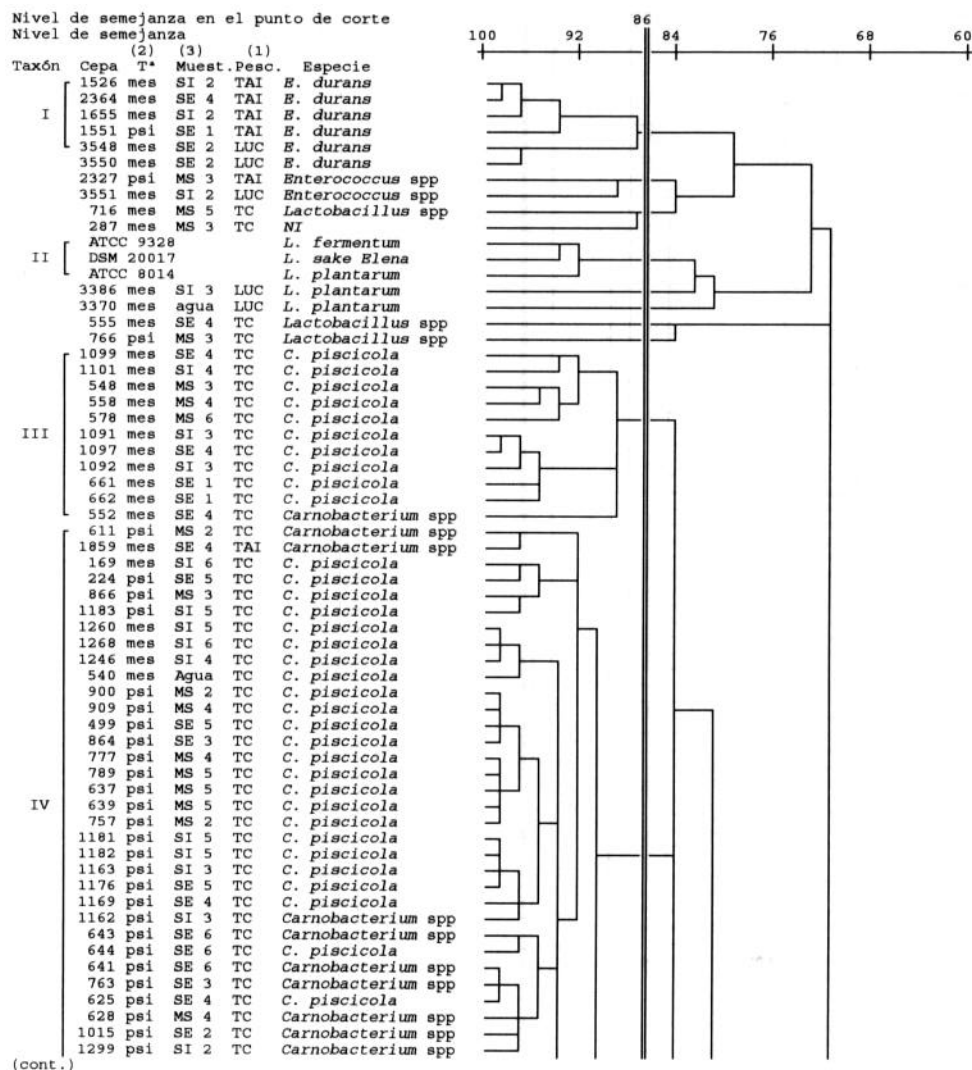 Nivel de semejanza en el punto de corte 86
Nivel de semejanza 100 92 84 76 68 60
(2) (3) (1)
Taxón Cepa Tª Muest. Pesc. Especie
1526 mes SI 2 TAI E. durans
2364 mes SE 4 TAI E. durans
I 1655 mes SI 2 TAI E. durans
1551 psi SE 1 TAI E. durans
3548 mes SE 2 LUC E. durans
3550 mes SE 2 LUC E. durans
2327 psi MS 3 TAI Enterococcus spp
3551 mes SI 2 LUC Enterococcus spp
716 mes MS 5 TC Lactobacillus spp
287 mes MS 3 TC NI
ATCC 9328 L. fermentum
II DSM 20017 L. sake Elena
ATCC 8014 L. plantarum
3386 mes SI 3 LUC L. plantarum
3370 mes agua LUC L. plantarum
555 mes SE 4 TC Lactobacillus spp
766 psi MS 3 TC Lactobacillus spp
1099 mes SE 4 TC C. piscicola
1101 mes SI 4 TC C. piscicola
548 mes MS 3 TC C. piscicola
558 mes MS 4 TC C. piscicola
578 mes MS 6 TC C. piscicola
III 1091 mes SI 3 TC C. piscicola
1097 mes SE 4 TC C. piscicola
1092 mes SI 3 TC C. piscicola
661 mes SE 1 TC C. piscicola
662 mes SE 1 TC C. piscicola
552 mes SE 4 TC Carnobacterium spp
611 psi MS 2 TC Carnobacterium spp
1859 mes SE 4 TAI Carnobacterium spp
169 mes SI 6 TC C. piscicola
224 psi SE 5 TC C. piscicola
866 psi MS 3 TC C. piscicola
1183 psi SI 5 TC C. piscicola
1260 mes SI 5 TC C. piscicola
1268 mes SI 6 TC C. piscicola
1246 mes SI 4 TC C. piscicola
540 mes Agua TC C. piscicola
900 psi MS 2 TC C. piscicola
909 psi MS 4 TC C. piscicola
499 psi SE 5 TC C. piscicola
864 psi SE 3 TC C. piscicola
777 psi MS 4 TC C. piscicola
789 psi MS 5 TC C. piscicola
637 psi MS 5 TC C. piscicola
IV 639 psi MS 5 TC C. piscicola
757 psi MS 2 TC C. piscicola
1181 psi SI 5 TC C. piscicola
1182 psi SI 5 TC C. piscicola
1163 psi SI 3 TC C. piscicola
1176 psi SE 5 TC C. piscicola
1169 psi SE 4 TC C. piscicola
1162 psi SI 3 TC Carnobacterium spp
643 psi SE 6 TC Carnobacterium spp
644 psi SE 6 TC C. piscicola
641 psi SE 6 TC Carnobacterium spp
763 psi SE 3 TC Carnobacterium spp
625 psi SE 4 TC C. piscicola
628 psi MS 4 TC Carnobacterium spp
1015 psi SE 2 TC Carnobacterium spp
1299 psi SI 2 TC Carnobacterium spp
(cont.)